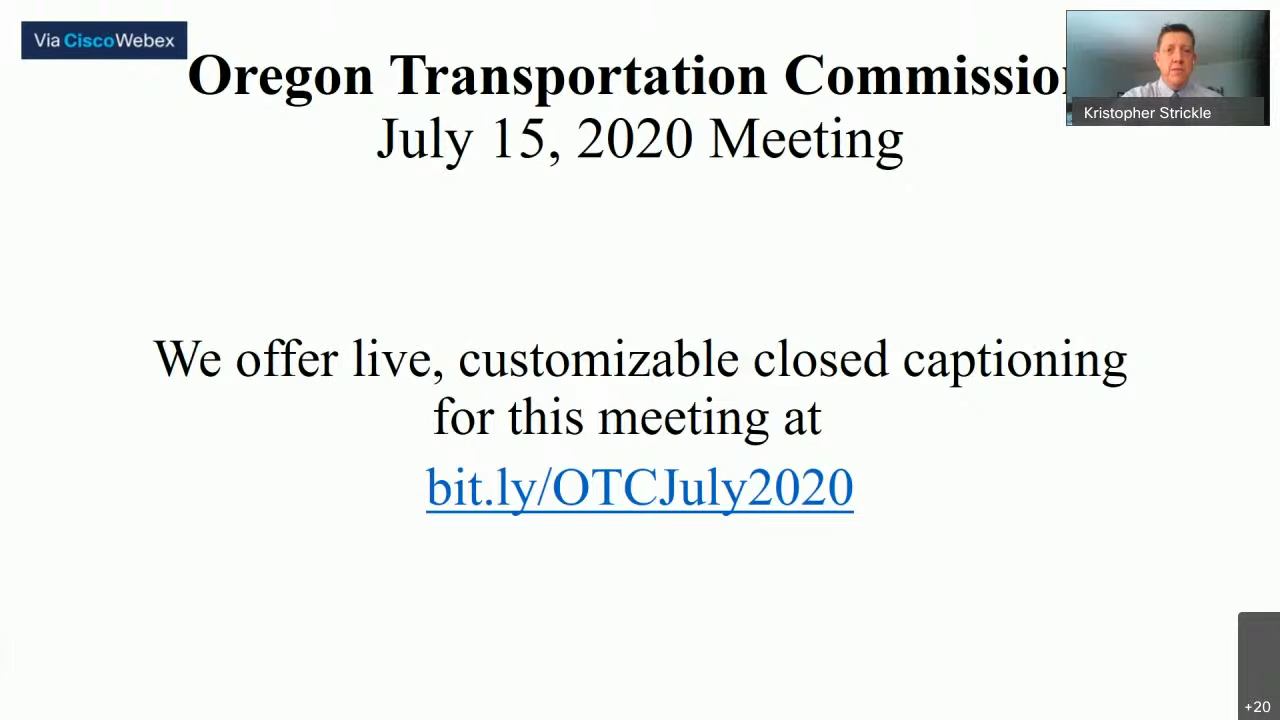 Via CiscoWebex
Oregon Transportation Commission
July 15, 2020 Meeting
Kristopher Strickle
We offer live, customizable closed captioning
for this meeting at
bit.ly/OTCJuly2020
+20